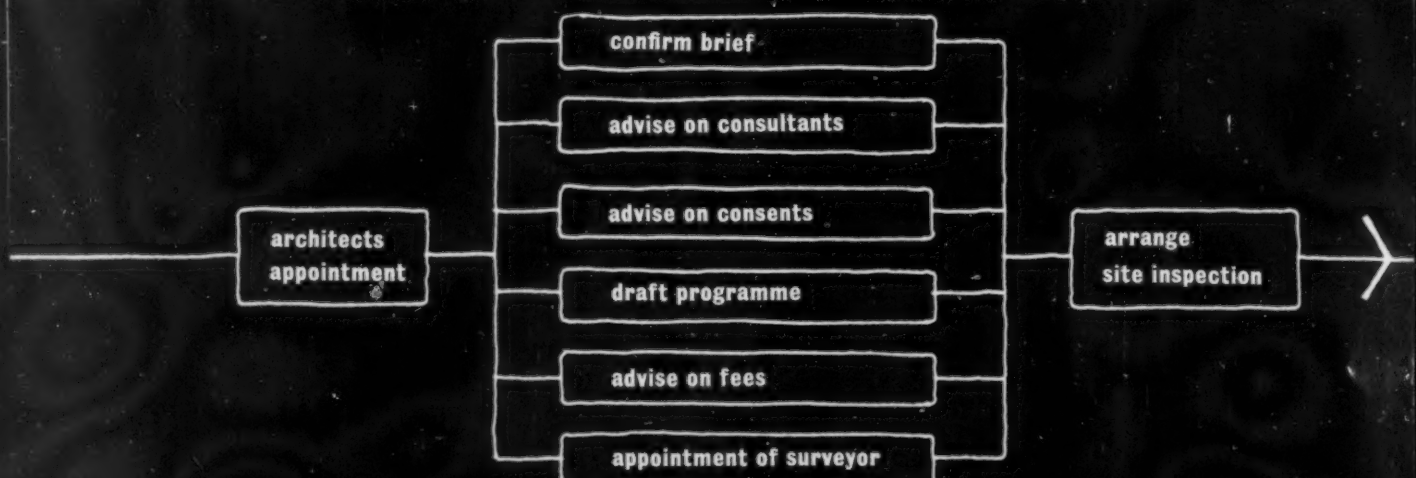 architects
appointment
confirm brief
advise on consultants
advise on consents
draft programme
advise on fees
appointment of surveyor
arrange
site inspection